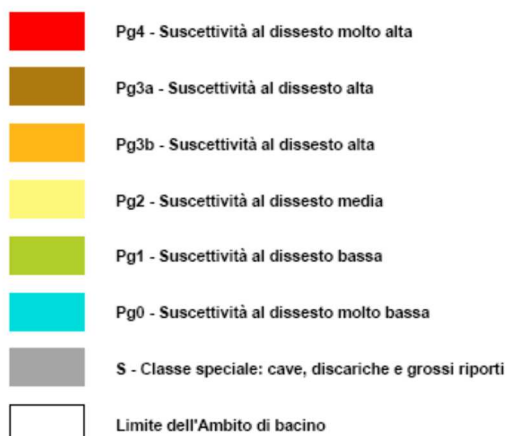 Pg4 - Suscettività al dissesto molto alta
Pg3a - Suscettività al dissesto alta
Pg3b - Suscettività al dissesto alta
Pg2 - Suscettività al dissesto media
Pg1 - Suscettività al dissesto bassa
Pg0 - Suscettività al dissesto molto bassa
S - Classe speciale: cave, discariche e grossi riporti
Limite dell'Ambito di bacino